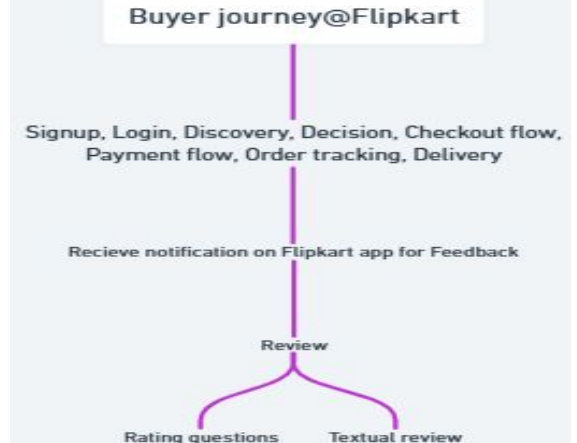 Buyer journey@Flipkart
Signup, Login, Discovery, Decision, Checkout flow,
Payment flow, Order tracking, Delivery
Recieve notification on Flipkart app for Feedback
Review
Rating questions
Textual review